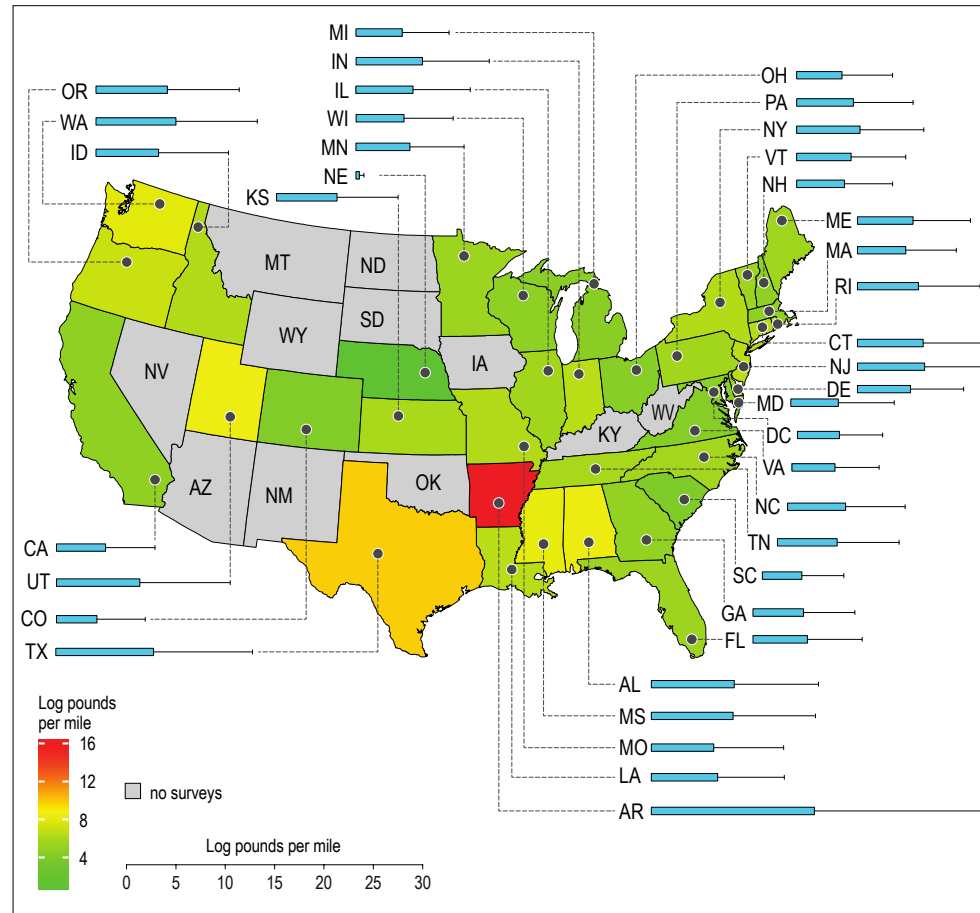 MI
IN
IL
WI
MN
NE
KS
OR
WA
ID
OH
PA
NY
VT
NH
ME
MA
RI
CT
NJ
DE
MD
DC
VA
NC
TN
SC
GA
FL
MT
ND
SD
WY
NV
IA
WV
KY
AZ
NM
OK
CA
UT
CO
TX
AL
MS
MO
LA
AR
Log pounds
per mile
16
12
8
4
no surveys
Log pounds per mile
0 5 10 15 20 25 30